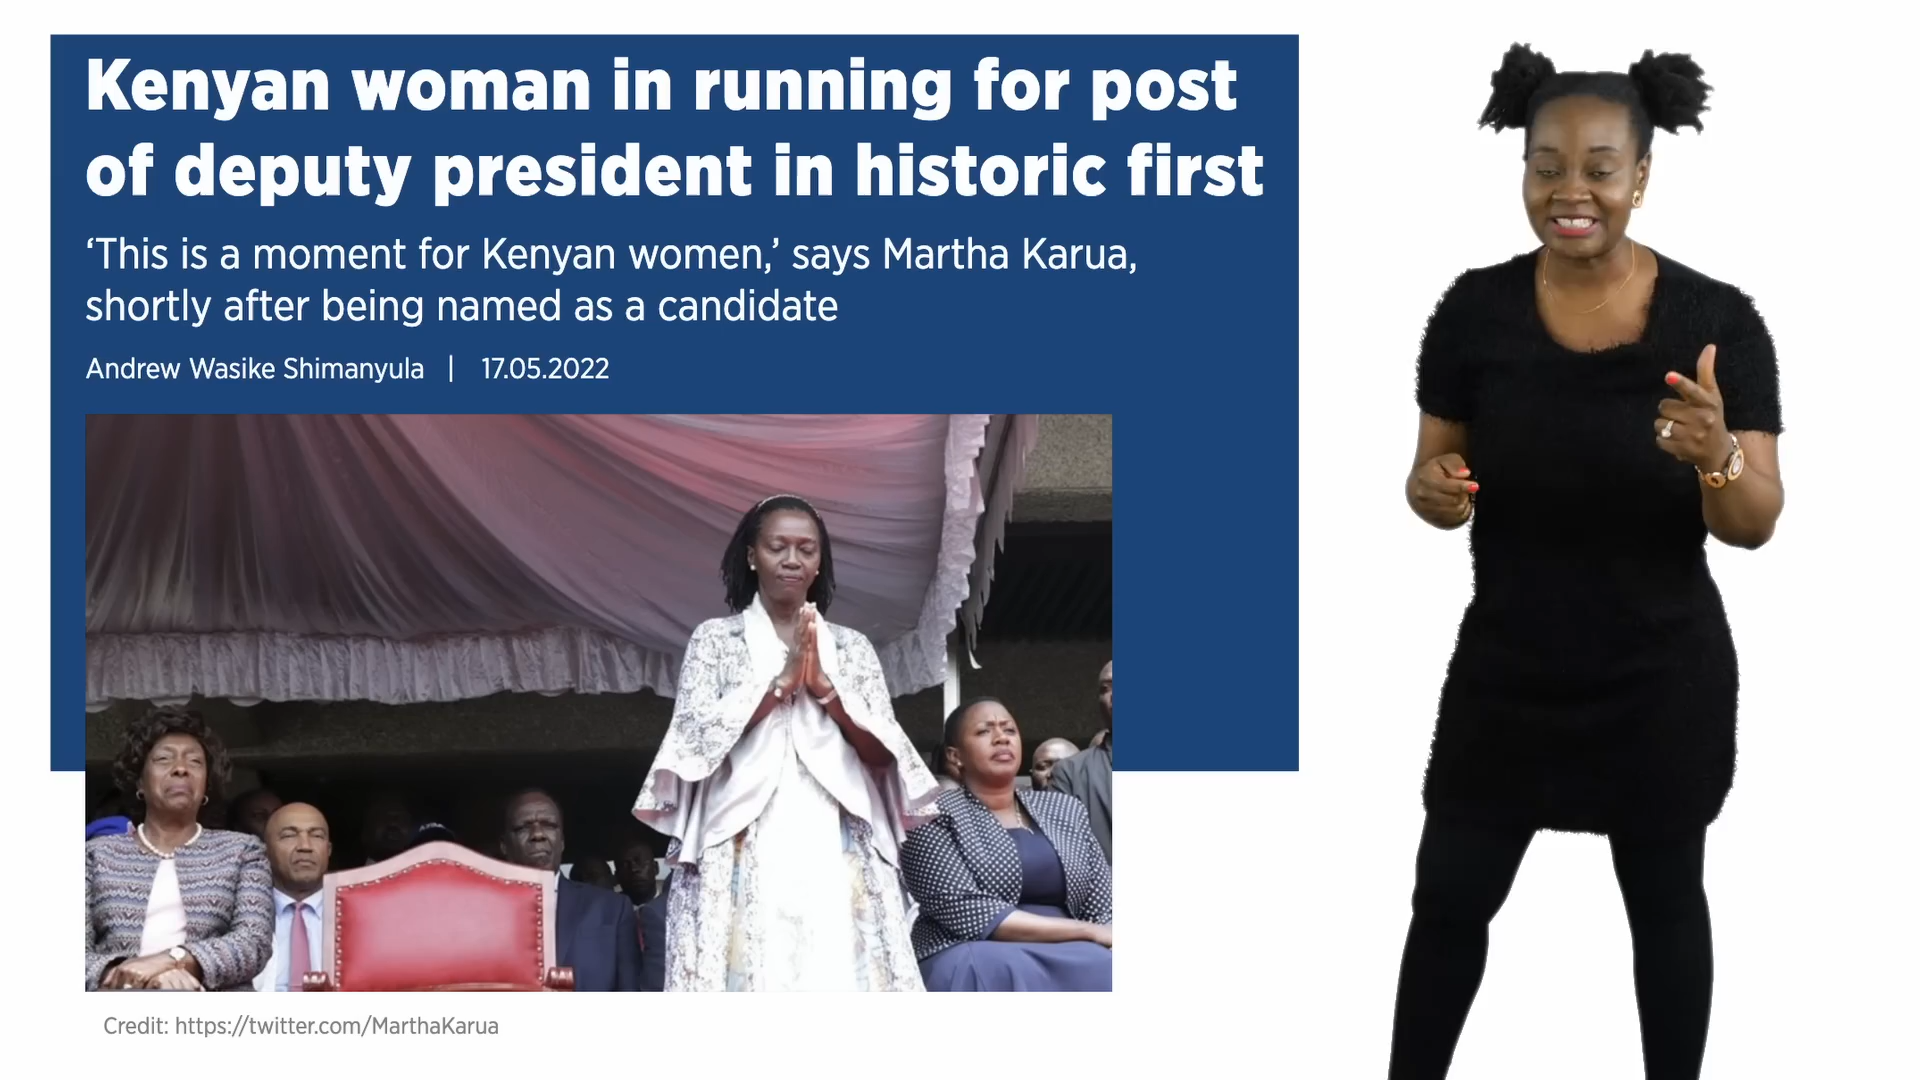 Kenyan woman in running for post
of deputy president in historic first
‘This is a moment for Kenyan women,’ says Martha Karua,
shortly after being named as a candidate
Andrew Wasike Shimanyula | 17.05.2022
Credit: https://twitter.com/MarthaKarua